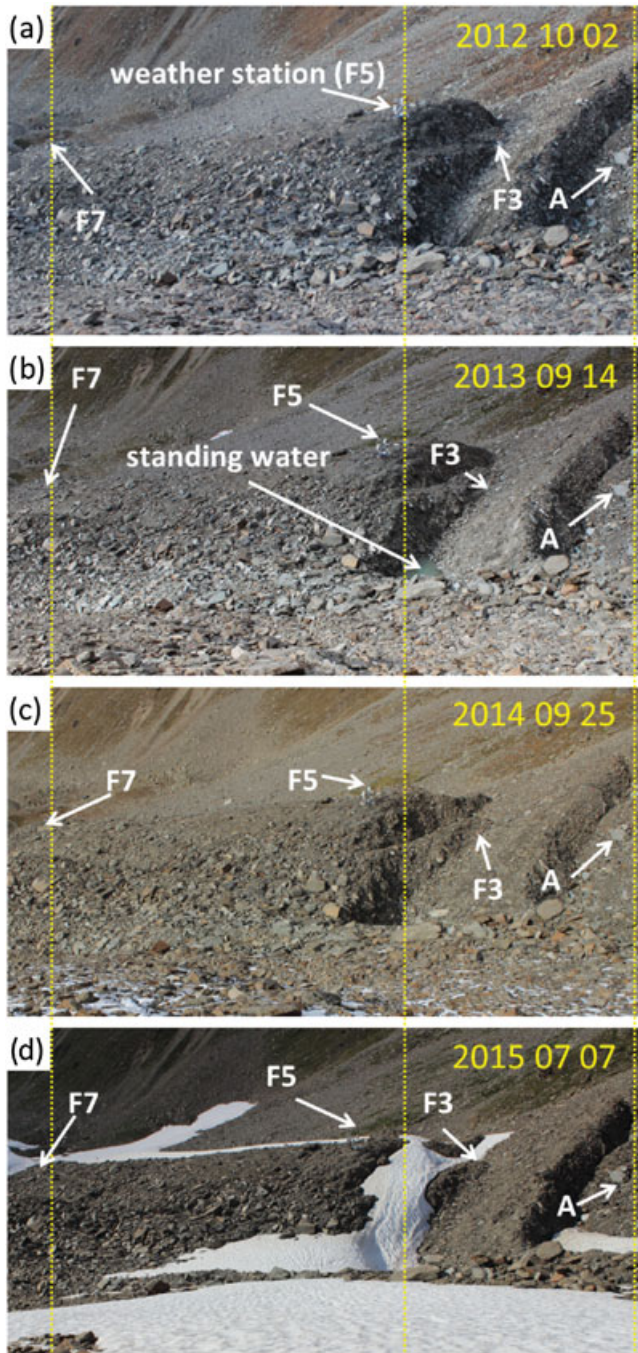 (a)
2012 10 02
weather station (F5)
F7
F3
A
(b)
2013 09 14
F7
F5
standing water
F3
A
(c)
2014 09 25
F7
F5
F3
A
(d)
2015 07 07
F7
F5
F3
A